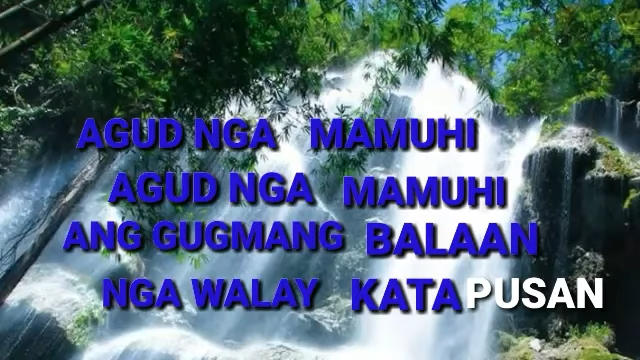 AGUD NGA MAMUHI
AGUD NGA MAMUHI
ANG GUGMANG BALAAN
NGA WALAY KATAPUSAN